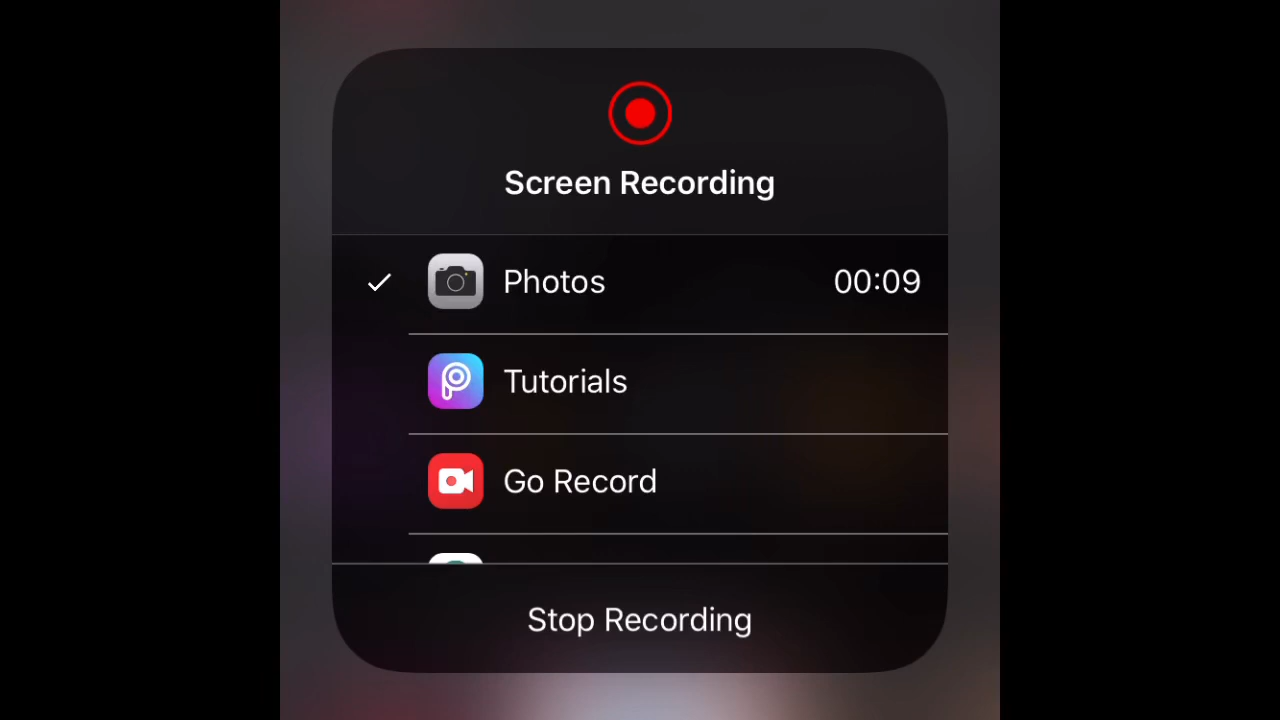 Screen Recording
Photos 00:09
Tutorials
Go Record
Stop Recording